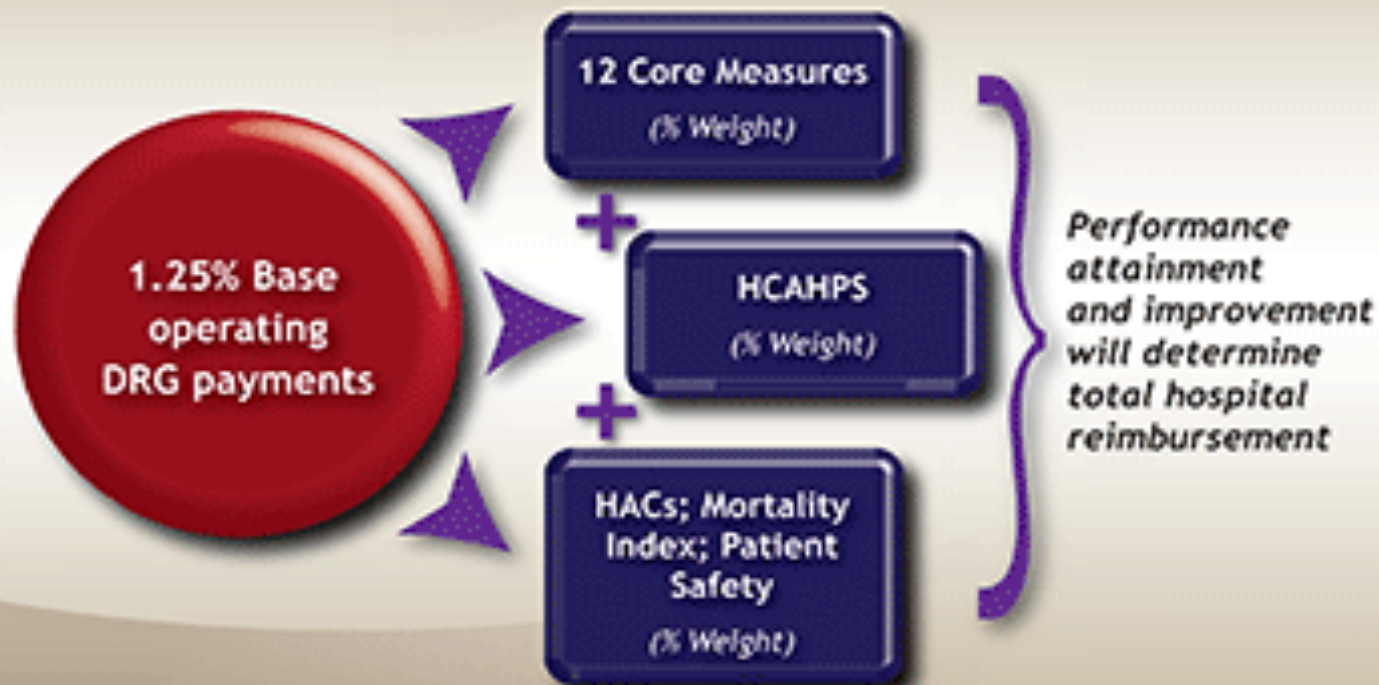 1.25% Base
operating
DRG payments
12 Core Measures
(% Weight)
+
HCAHPS
(% Weight)
+
HACs; Mortality
Index; Patient
Safety
(% Weight)
Performance
attainment
and improvement
will determine
total hospital
reimbursement